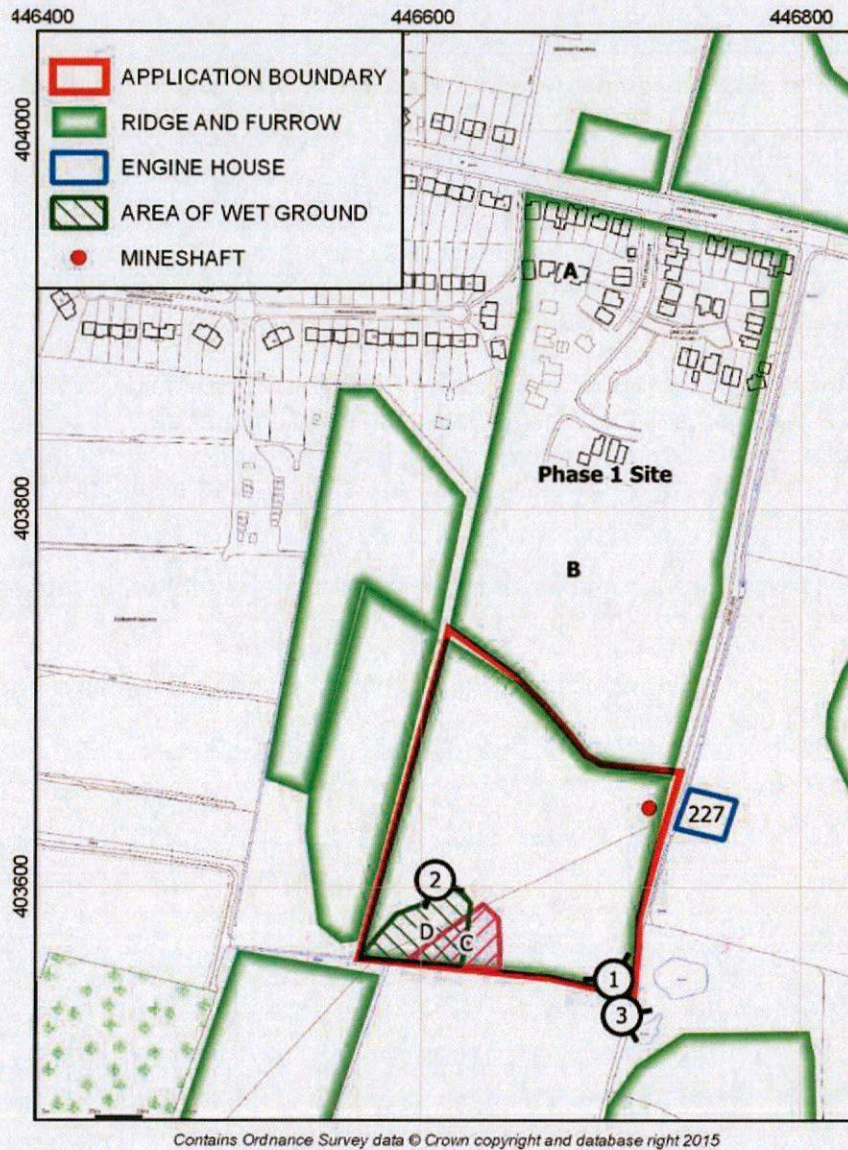 446400
446600
446800
404000
403800
403600
APPLICATION BOUNDARY
RIDGE AND FURROW
ENGINE HOUSE
AREA OF WET GROUND
MINESHAFT
A
Phase 1 Site
B
227
2
D
C
1
3
Contains Ordnance Survey data © Crown copyright and database right 2015